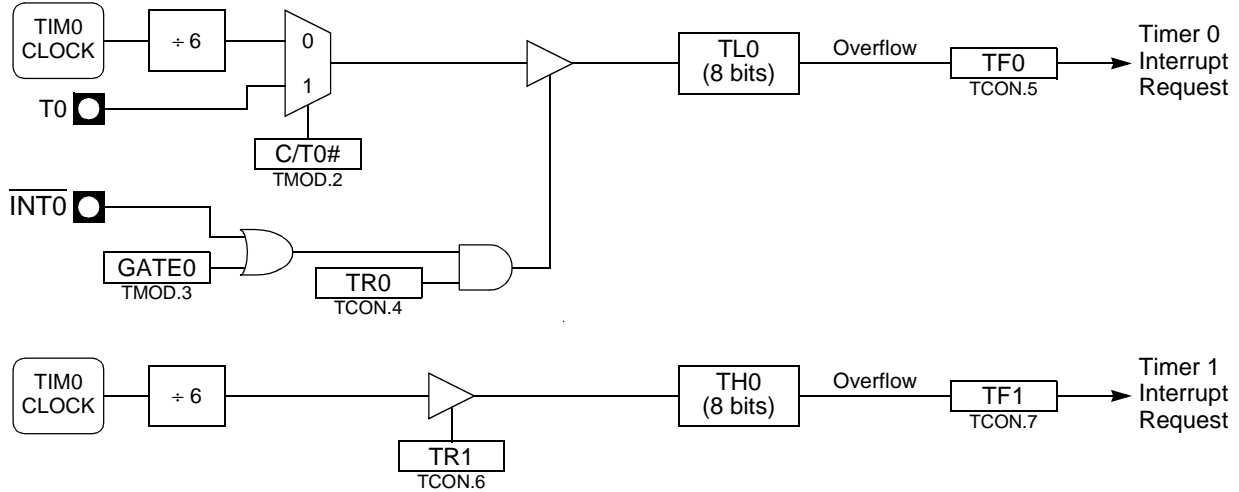 TIM0
CLOCK
÷ 6
0
1
T0
C/T0#
TMOD.2
TL0
(8 bits)
Overflow
TF0
TCON.5
Timer 0
Interrupt
Request
INT0
GATE0
TMOD.3
TR0
TCON.4
TIM0
CLOCK
÷ 6
TR1
TCON.6
TH0
(8 bits)
Overflow
TF1
TCON.7
Timer 1
Interrupt
Request